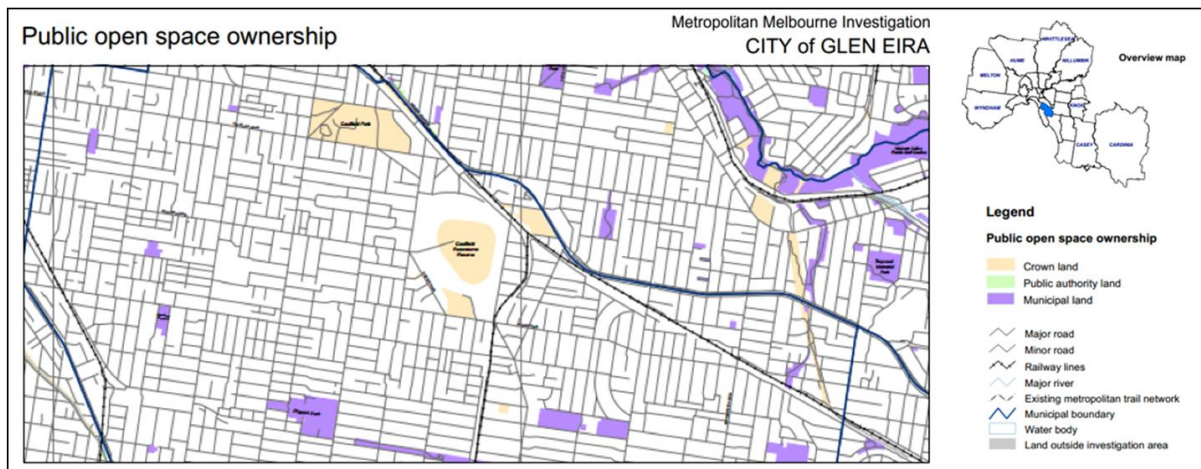 Public open space ownership
Metropolitan Melbourne Investigation
CITY of GLEN EIRA
Overview map
WHITTLESEA
HUME
NILLUMBIK
MELTON
WYNDHAM
KNOX
CASEY
CARDINIA
Caulfield Park
Caulfield
Racecourse
Reserve
Legend
Public open space ownership
Crown land
Public authority land
Municipal land
Major road
Minor road
Railway lines
Major river
Existing metropolitan trail network
Municipal boundary
Water body
Land outside investigation area